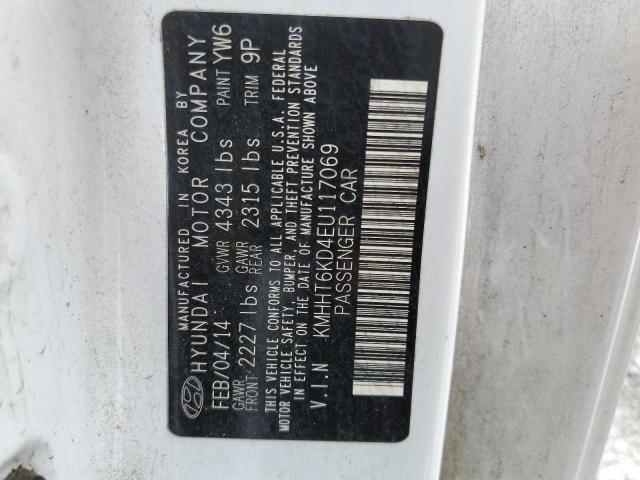 MANUFACTURED IN KOREA BY
HYUNDAI MOTOR COMPANY
FEB/04/14 GVWR 4343 lbs PAINT YW6
GAWR FRONT 2227 lbs GAWR REAR 2315 lbs TRIM 9P
THIS VEHICLE CONFORMS TO ALL APPLICABLE U.S.A. FEDERAL
MOTOR VEHICLE SAFETY, BUMPER, AND THEFT PREVENTION STANDARDS
IN EFFECT ON THE DATE OF MANUFACTURE SHOWN ABOVE
V.I.N KMHHT6KD4EU117069
PASSENGER CAR